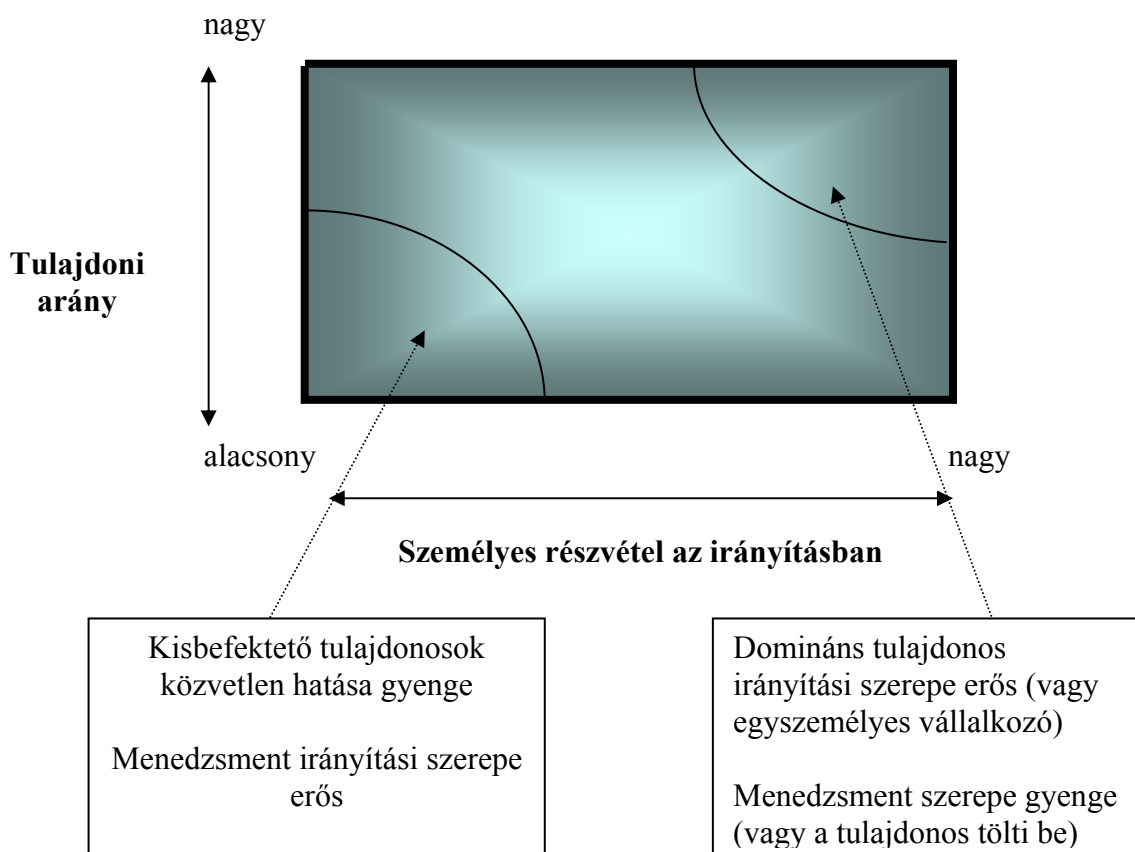 nagy
Tulajdoni
arány
alacsony
nagy
Személyes részvétel az irányításban
Kisbefektető tulajdonosok
közvetlen hatása gyenge
Menedzsment irányítási szerepe
erős
Domináns tulajdonos
irányítási szerepe erős (vagy
egyszemélyes vállalkozó)
Menedzsment szerepe gyenge
(vagy a tulajdonos tölti be)